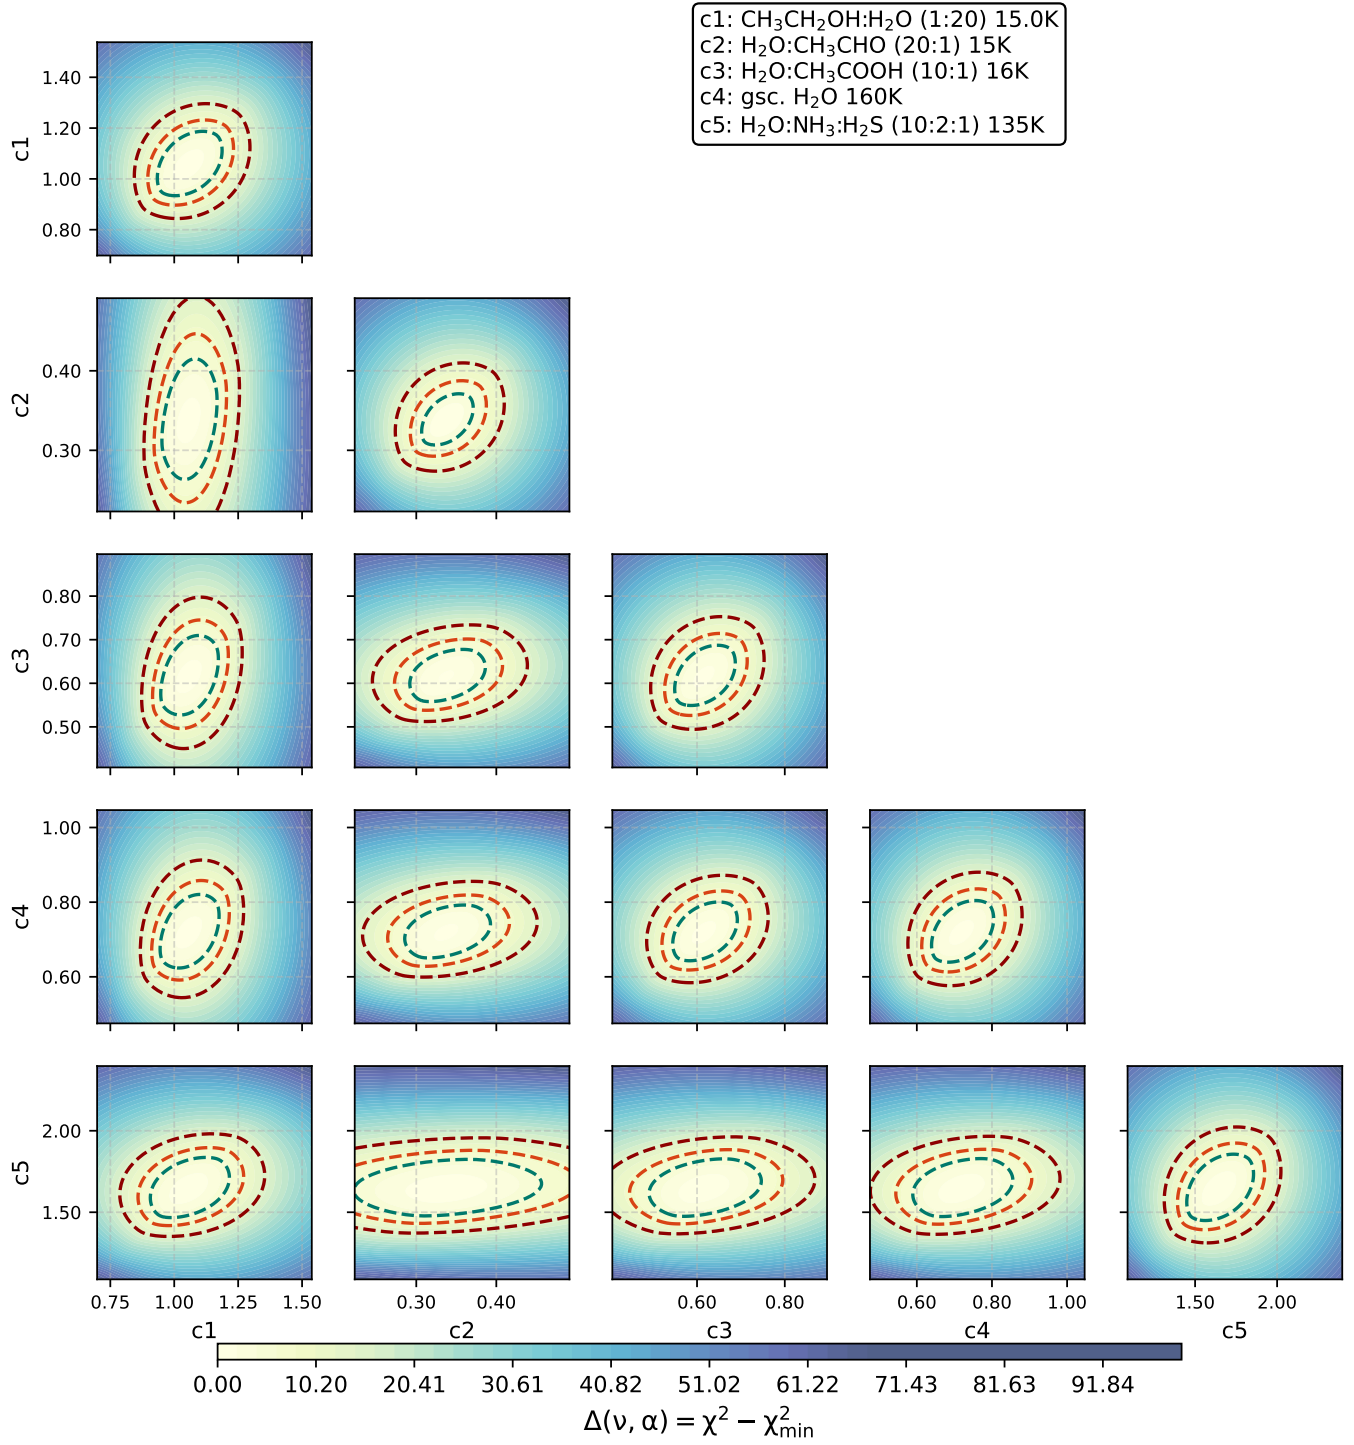 c1: CH₃CH₂OH:H₂O (1:20) 15.0K
c2: H₂O:CH₃CHO (20:1) 15K
c3: H₂O:CH₃COOH (10:1) 16K
c4: gsc. H₂O 160K
c5: H₂O:NH₃:H₂S (10:2:1) 135K
1.40
1.20
1.00
0.80
c1
0.40
0.30
c2
0.80
0.70
0.60
0.50
c3
1.00
0.80
0.60
c4
2.00
1.50
c5
0.75 1.00 1.25 1.50 0.30 0.40 0.60 0.80 0.60 0.80 1.00 1.50 2.00
c1 c2 c3 c4 c5
0.00 10.20 20.41 30.61 40.82 51.02 61.22 71.43 81.63 91.84
Δ(ν, α) = χ² − χ²min